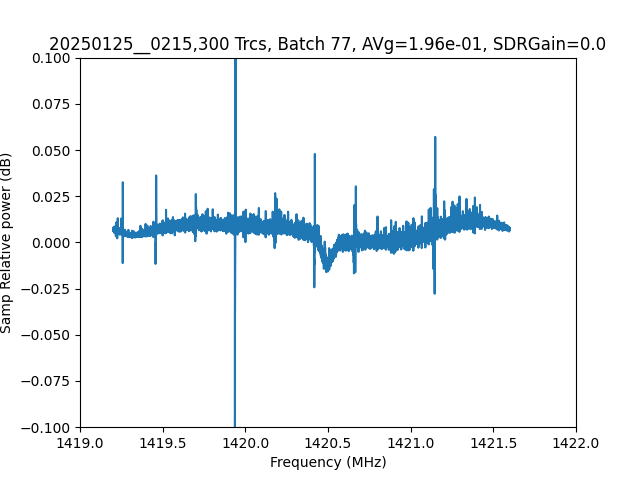 20250125__0215,300 Trcs, Batch 77, AVg=1.96e-01, SDRGain=0.0
0.100
0.075
0.050
0.025
0.000
−0.025
−0.050
−0.075
−0.100
Samp Relative power (dB)
1419.0 1419.5 1420.0 1420.5 1421.0 1421.5 1422.0
Frequency (MHz)